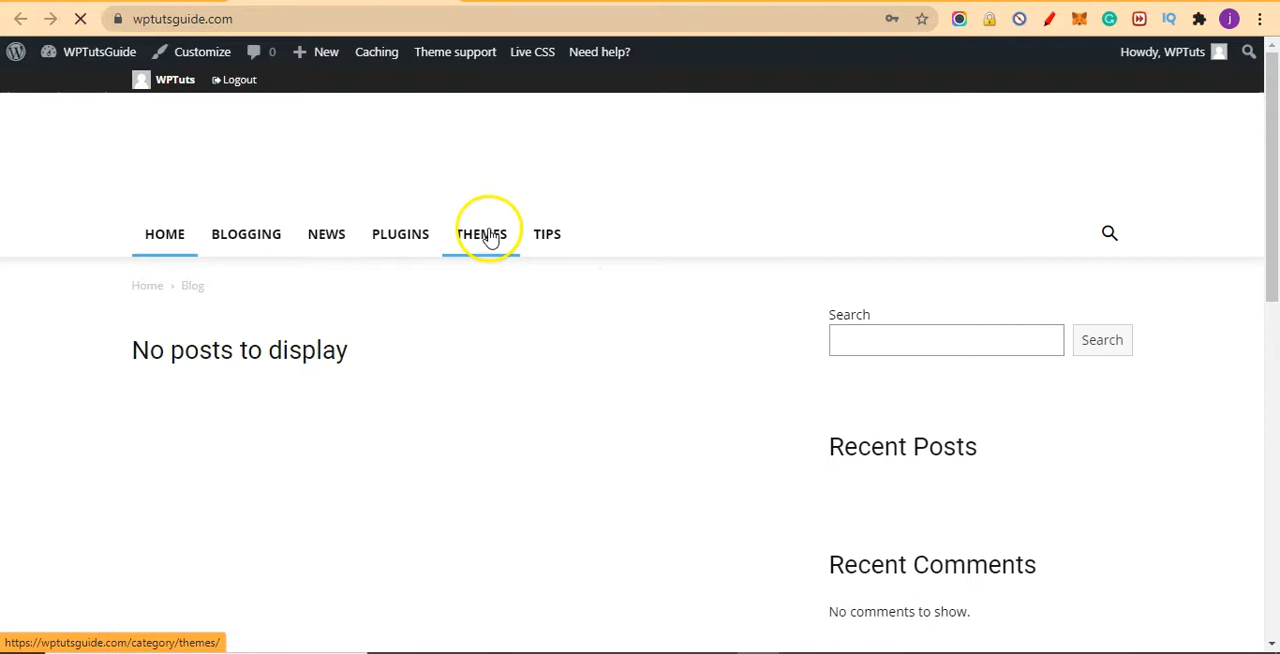 wptutsguide.com
WPTutsGuide Customize 0 New Caching Theme support Live CSS Need help? Howdy, WPTuts
WPTuts Logout
HOME BLOGGING NEWS PLUGINS THEMES TIPS
Home › Blog
Search
No posts to display
Search
Recent Posts
Recent Comments
No comments to show.
https://wptutsguide.com/category/themes/